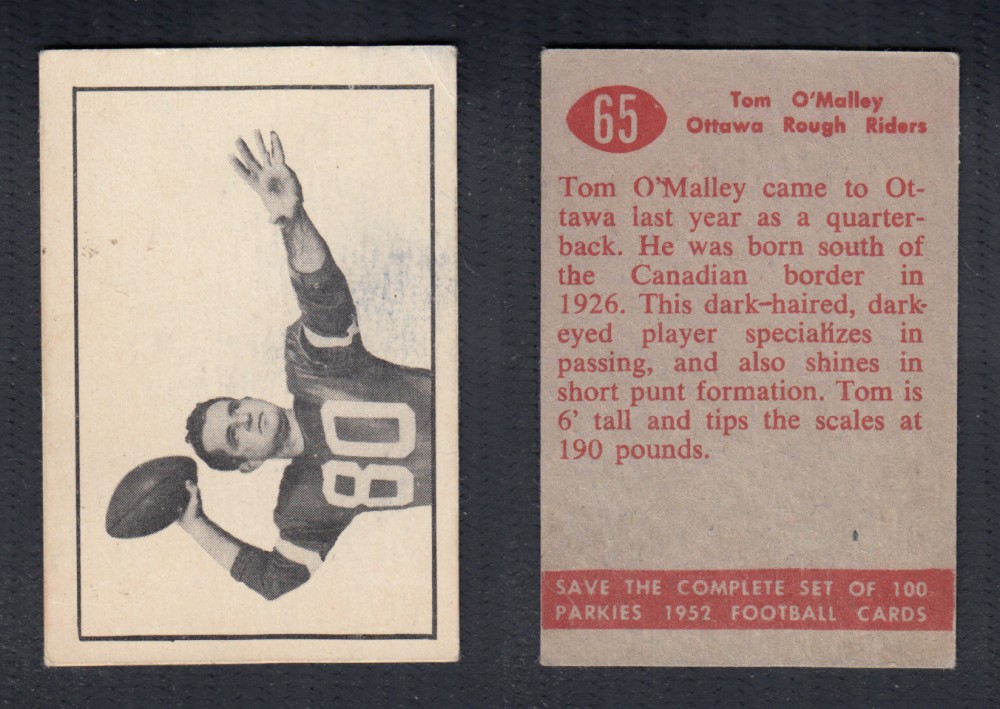 80
65
Tom O'Malley
Ottawa Rough Riders
Tom O'Malley came to Ot-
tawa last year as a quarter-
back. He was born south of
the Canadian border in
1926. This dark-haired, dark-
eyed player specializes in
passing, and also shines in
short punt formation. Tom is
6' tall and tips the scales at
190 pounds.
SAVE THE COMPLETE SET OF 100
PARKIES 1952 FOOTBALL CARDS